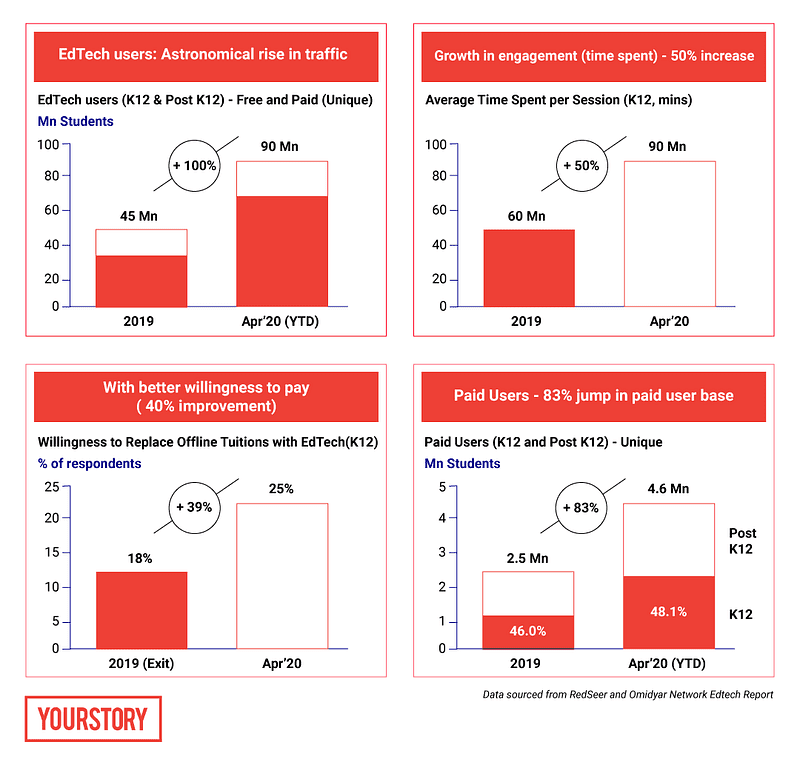 EdTech users: Astronomical rise in traffic
EdTech users (K12 & Post K12) - Free and Paid (Unique)
Mn Students
100
80
60
40
20
0
45 Mn
+ 100%
90 Mn
2019
Apr'20 (YTD)
Growth in engagement (time spent) - 50% increase
Average Time Spent per Session (K12, mins)
100
80
60
40
20
0
60 Mn
+ 50%
90 Mn
2019
Apr'20
With better willingness to pay
( 40% improvement)
Willingness to Replace Offline Tuitions with EdTech(K12)
% of respondents
25
20
15
10
5
0
18%
+ 39%
25%
2019 (Exit)
Apr'20
Paid Users - 83% jump in paid user base
Paid Users (K12 and Post K12) - Unique
Mn Students
5
4
3
2
1
0
2.5 Mn
+ 83%
4.6 Mn
46.0%
48.1%
Post
K12
K12
2019
Apr'20 (YTD)
Data sourced from RedSeer and Omidyar Network Edtech Report
YOURSTORY